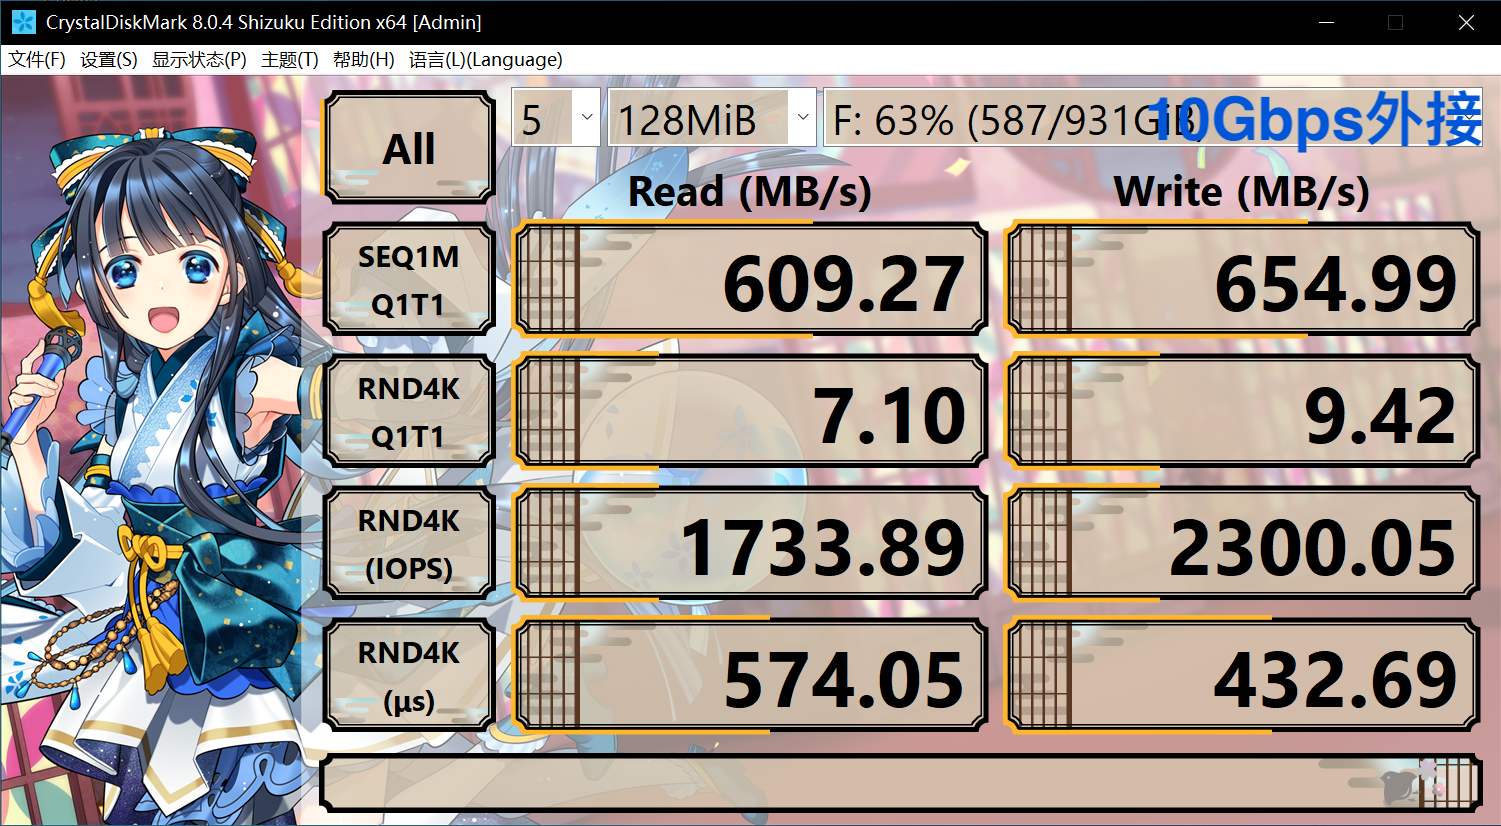 CrystalDiskMark 8.0.4 Shizuku Edition x64 [Admin]
文件(F) 设置(S) 显示状态(P) 主题(T) 帮助(H) 语言(L)(Language)
All
5
128MiB
F: 63% (587/931GiB)
10Gbps外接
Read (MB/s)
Write (MB/s)
SEQ1M
Q1T1
609.27
654.99
RND4K
Q1T1
7.10
9.42
RND4K
(IOPS)
1733.89
2300.05
RND4K
(μs)
574.05
432.69